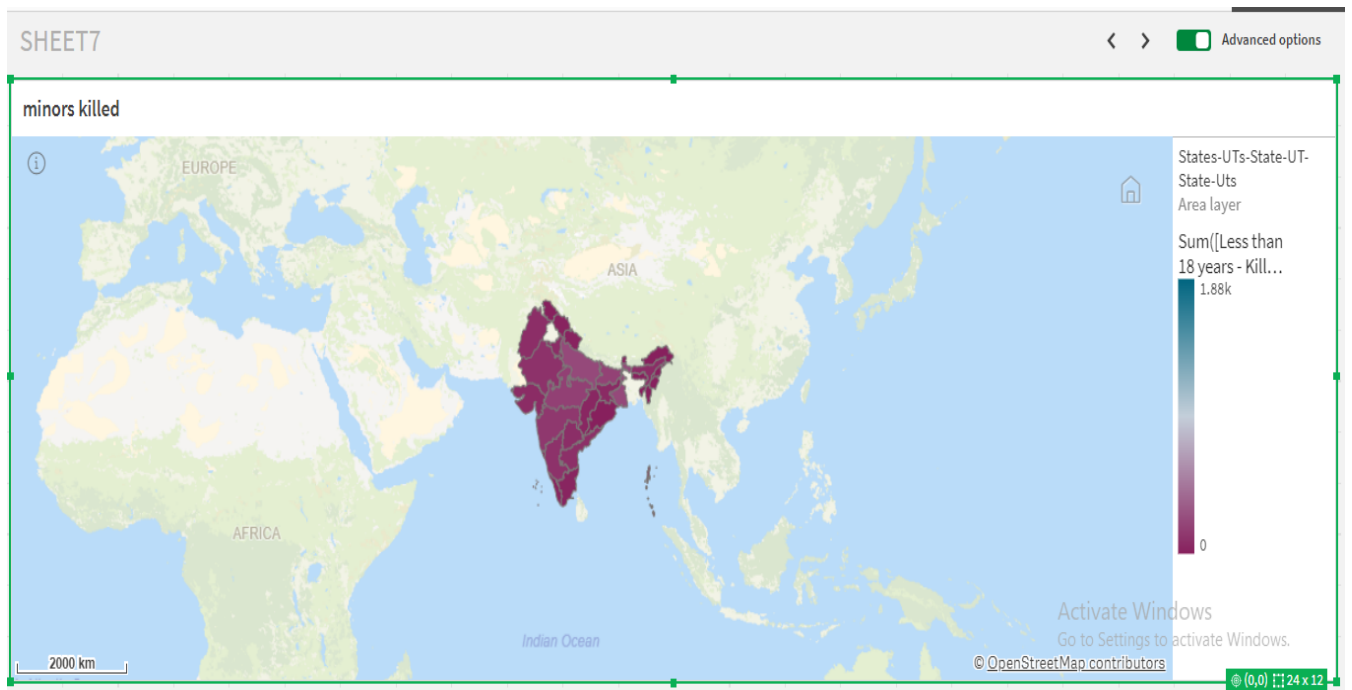 SHEET7
Advanced options
minors killed
EUROPE
ASIA
AFRICA
Indian Ocean
2000 km
States-UTs-State-UT-
State-Uts
Area layer
Sum([Less than
18 years - Kill...
1.88k
0
Activate Windows
Go to Settings to activate Windows.
© OpenStreetMap contributors
(0,0) 24 x 12